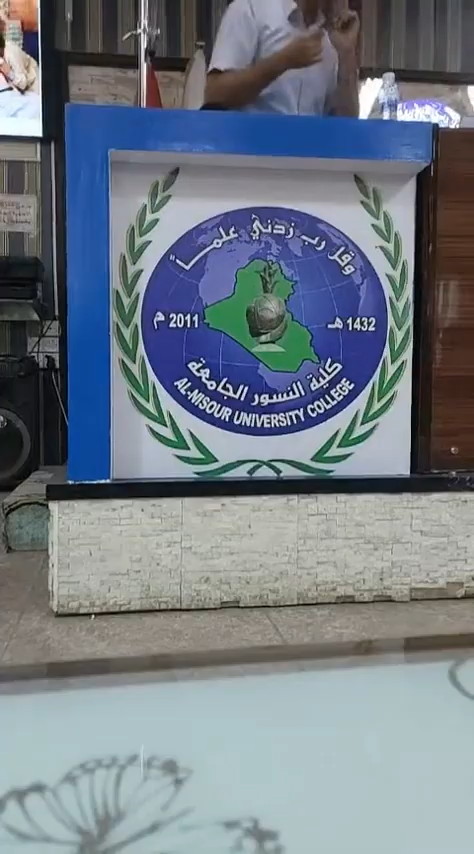 وقل رب زدني علماً
2011 م
1432 هـ
كلية النسور الجامعة
AL-NISOUR UNIVERSITY COLLEGE